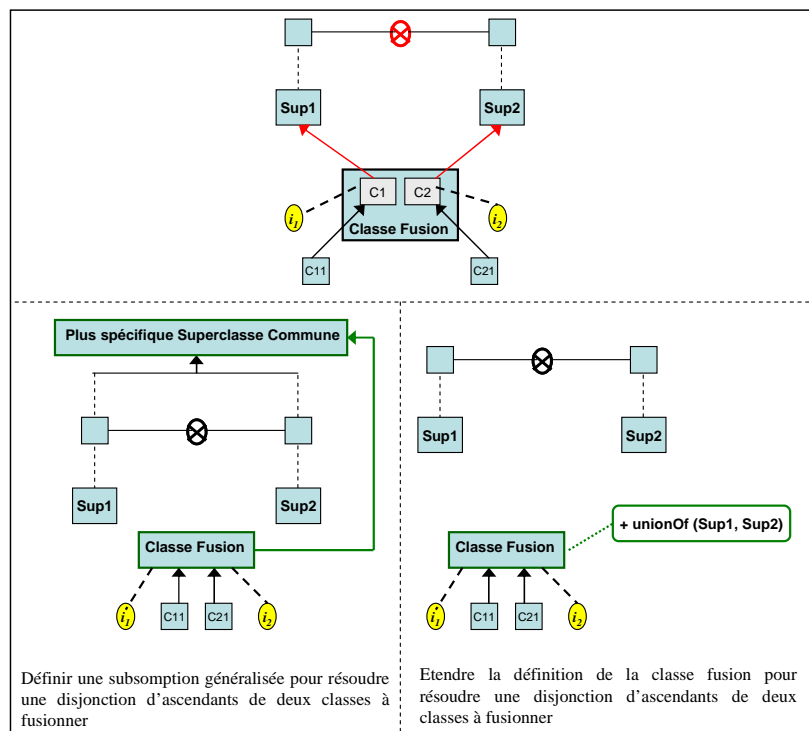 Sup1
Sup2
C1
C2
i1
i2
Classe Fusion
C11
C21
Plus spécifique Superclasse Commune
Sup1
Sup2
Classe Fusion
i1
C11
C21
i2
Définir une subsomption généralisée pour résoudre
une disjonction d'ascendants de deux classes à
fusionner
Sup1
Sup2
+ unionOf (Sup1, Sup2)
Classe Fusion
i1
C11
C21
i2
Etendre la définition de la classe fusion pour
résoudre une disjonction d'ascendants de deux
classes à fusionner